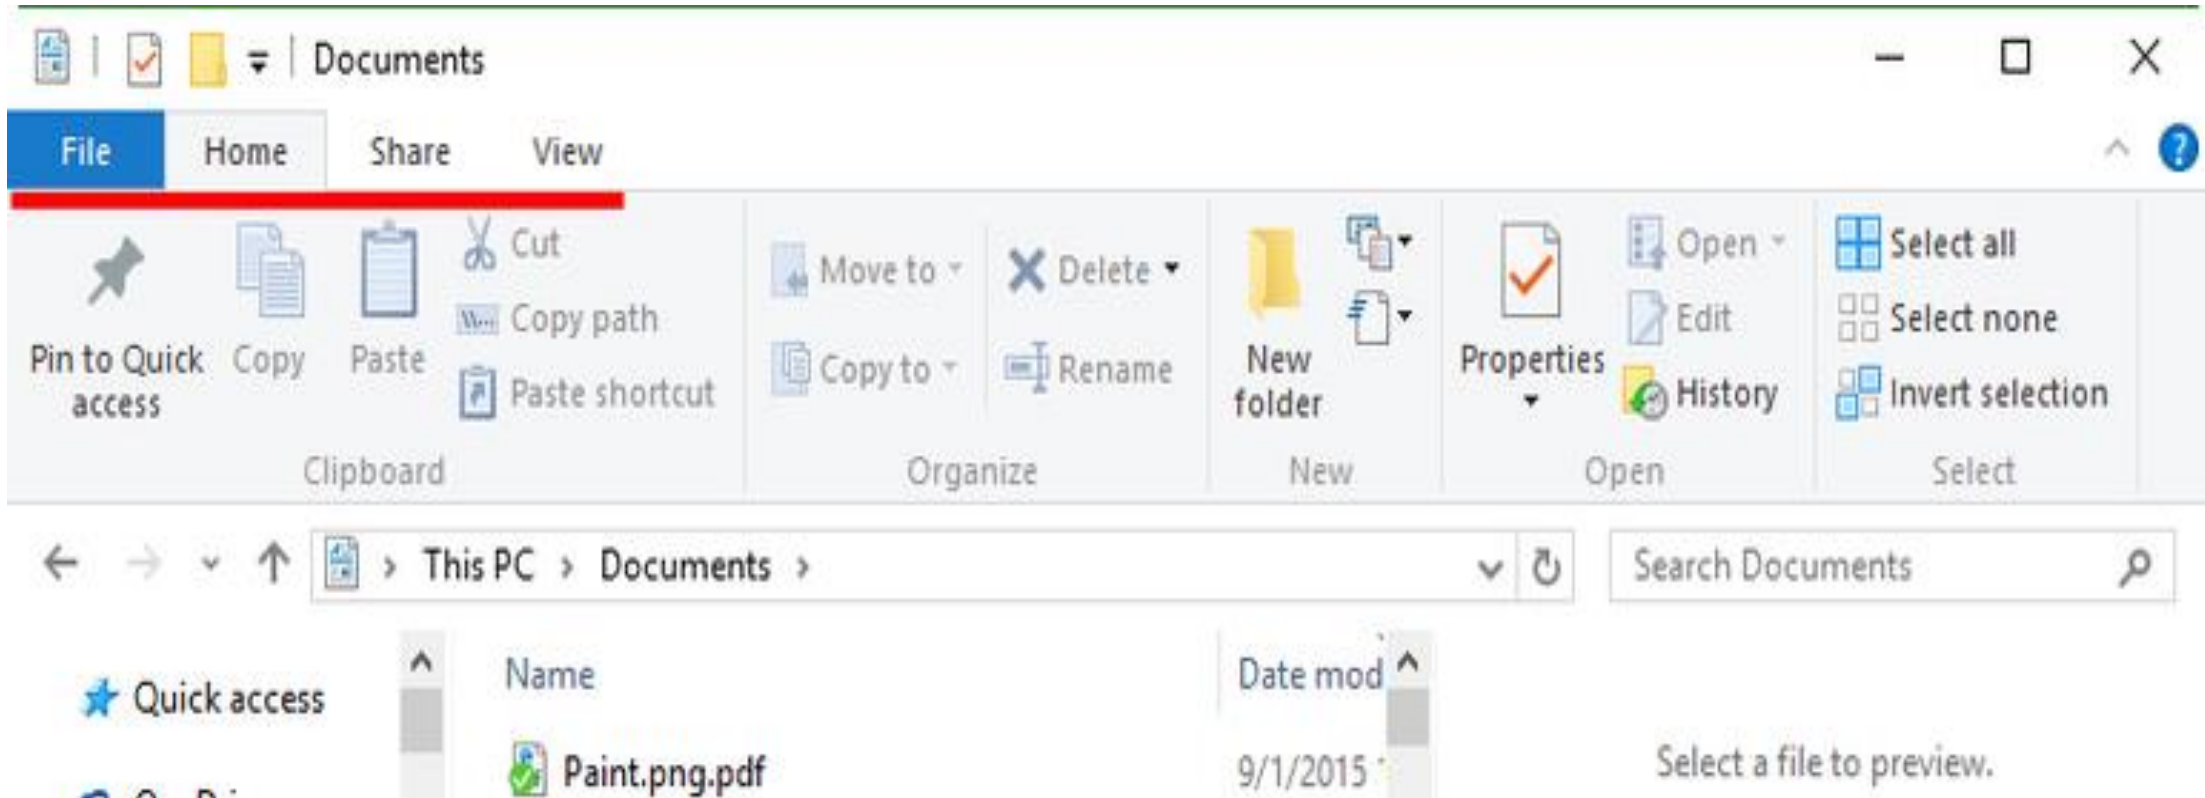 Documents
File Home Share View
Pin to Quick access
Copy
Paste
Cut
Copy path
Paste shortcut
Clipboard
Move to
Copy to
Delete
Rename
Organize
New folder
New
Properties
Open
Edit
History
Open
Select all
Select none
Invert selection
Select
This PC > Documents >
Search Documents
Quick access
Name
Date mod
Paint.png.pdf
9/1/2015
Select a file to preview.